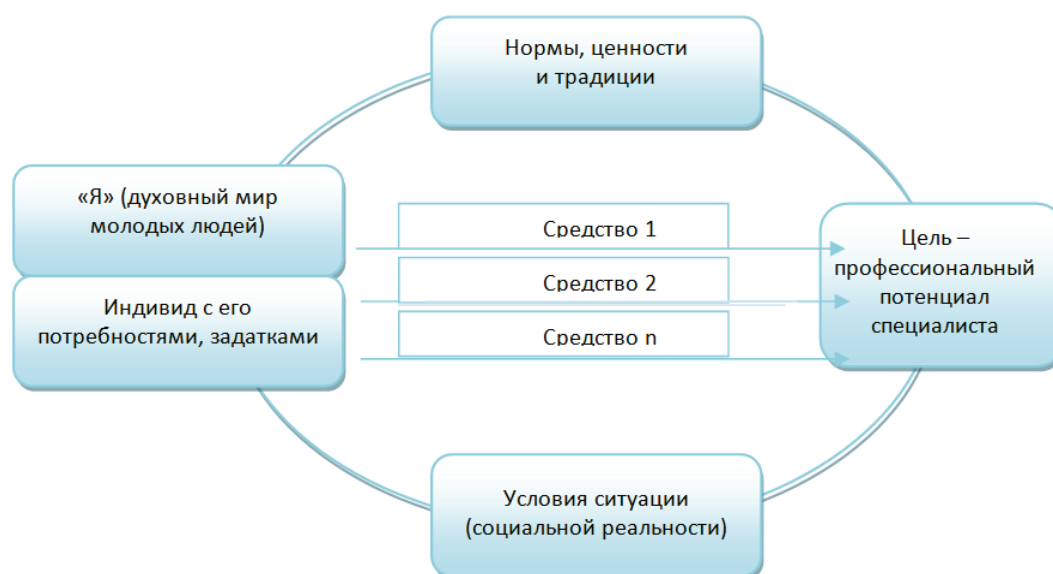 Нормы, ценности
и традиции
«Я» (духовный мир
молодых людей)
Индивид с его
потребностями, задатками
Средство 1
Средство 2
Средство n
Цель –
профессиональный
потенциал
специалиста
Условия ситуации
(социальной реальности)